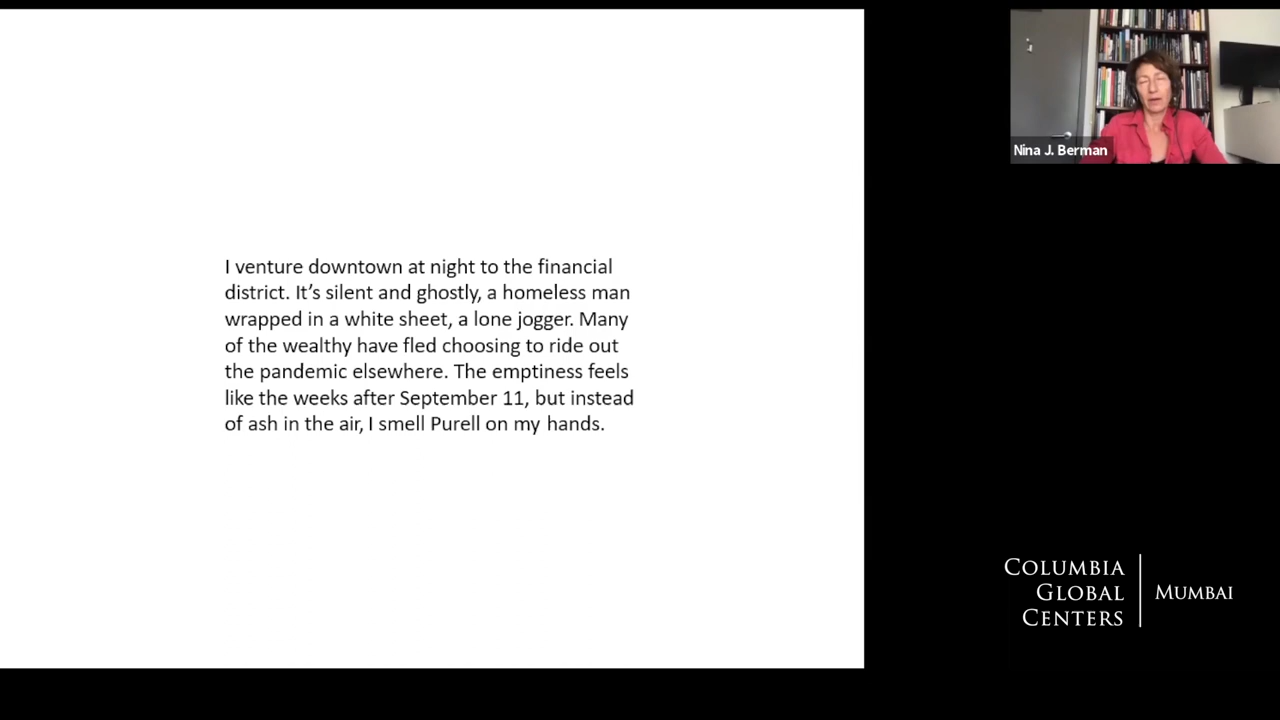 I venture downtown at night to the financial
district. It’s silent and ghostly, a homeless man
wrapped in a white sheet, a lone jogger. Many
of the wealthy have fled choosing to ride out
the pandemic elsewhere. The emptiness feels
like the weeks after September 11, but instead
of ash in the air, I smell Purell on my hands.
Nina J. Berman
COLUMBIA
GLOBAL
CENTERS
MUMBAI